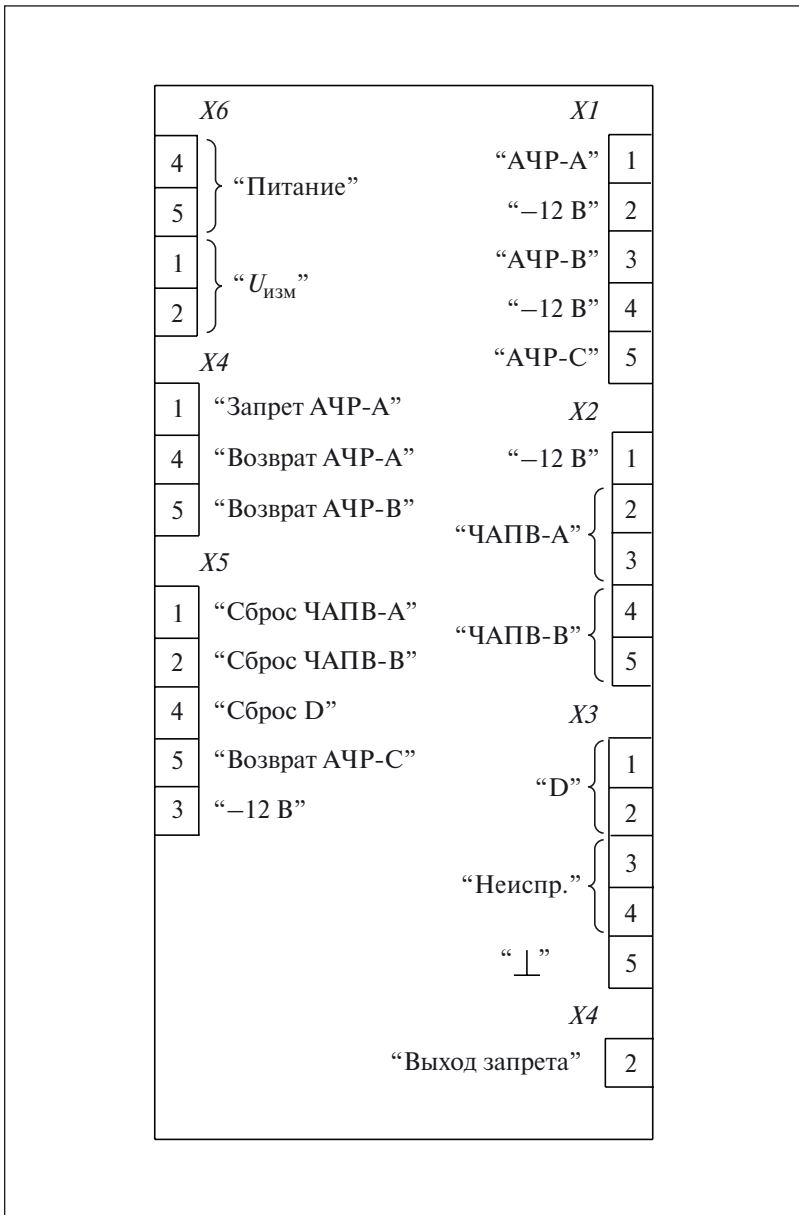 X6
4
5
“Питание”
1
2
“Uизм”
X4
1 “Запрет АЧР-А”
4 “Возврат АЧР-А”
5 “Возврат АЧР-В”
X5
1 “Сброс ЧАПВ-А”
2 “Сброс ЧАПВ-В”
4 “Сброс D”
5 “Возврат АЧР-С”
3 “–12 В”
X1
“АЧР-А” 1
“–12 В” 2
“АЧР-В” 3
“–12 В” 4
“АЧР-С” 5
X2
“–12 В” 1
“ЧАПВ-А”
2
3
“ЧАПВ-В”
4
5
X3
“D”
1
2
“Неиспр.”
3
4
“⊥” 5
X4
“Выход запрета” 2